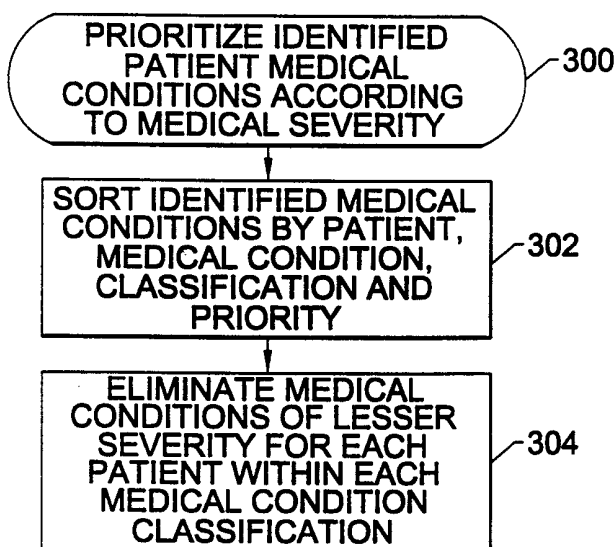 PRIORITIZE IDENTIFIED
PATIENT MEDICAL
CONDITIONS ACCORDING
TO MEDICAL SEVERITY
300
SORT IDENTIFIED MEDICAL
CONDITIONS BY PATIENT,
MEDICAL CONDITION,
CLASSIFICATION AND
PRIORITY
302
ELIMINATE MEDICAL
CONDITIONS OF LESSER
SEVERITY FOR EACH
PATIENT WITHIN EACH
MEDICAL CONDITION
CLASSIFICATION
304